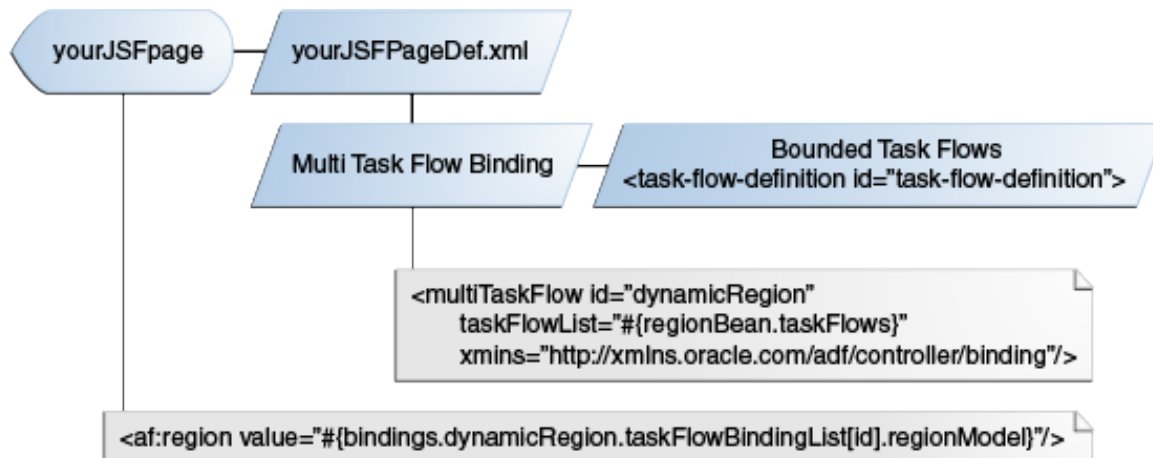 yourJSFpage
yourJSFPageDef.xml
Multi Task Flow Binding
Bounded Task Flows
<task-flow-definition id="task-flow-definition">
<multiTaskFlow id="dynamicRegion"
taskFlowList="#{regionBean.taskFlows}"
xmins="http://xmlns.oracle.com/adf/controller/binding"/>
<af:region value="#{bindings.dynamicRegion.taskFlowBindingList[id].regionModel}"/>